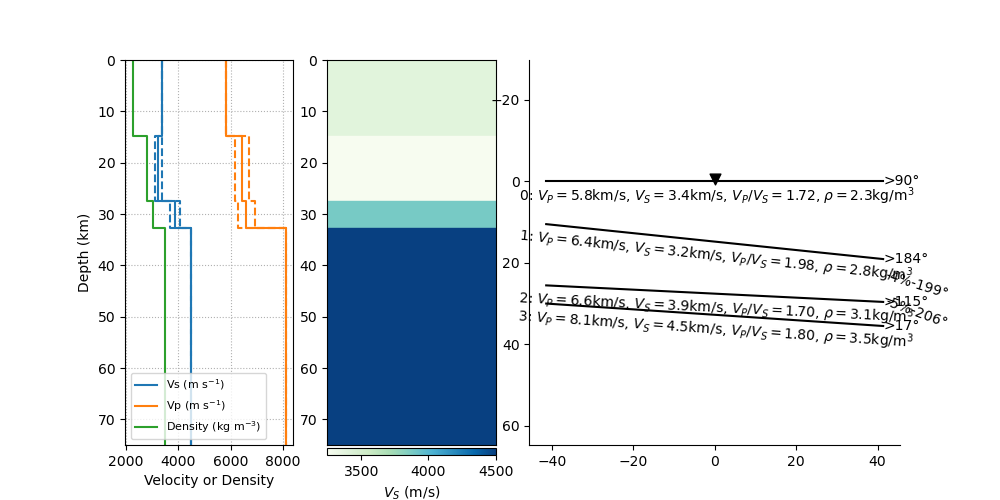 0
10
20
30
40
50
60
70
Depth (km)
2000 4000 6000 8000
Velocity or Density
Vs (m s⁻¹)
Vp (m s⁻¹)
Density (kg m⁻³)
0
10
20
30
40
50
60
70
3500 4000 4500
V_S (m/s)
−20
0
20
40
60
−40 −20 0 20 40
>90°
0: V_P = 5.8km/s, V_S = 3.4km/s, V_P/V_S = 1.72, ρ = 2.3kg/m³
>184°
1: V_P = 6.4km/s, V_S = 3.2km/s, V_P/V_S = 1.98, ρ = 2.8kg/m³
-4%-199°
>115°
2: V_P = 6.6km/s, V_S = 3.9km/s, V_P/V_S = 1.70, ρ = 3.1kg/m³
5%-206°
>17°
3: V_P = 8.1km/s, V_S = 4.5km/s, V_P/V_S = 1.80, ρ = 3.5kg/m³